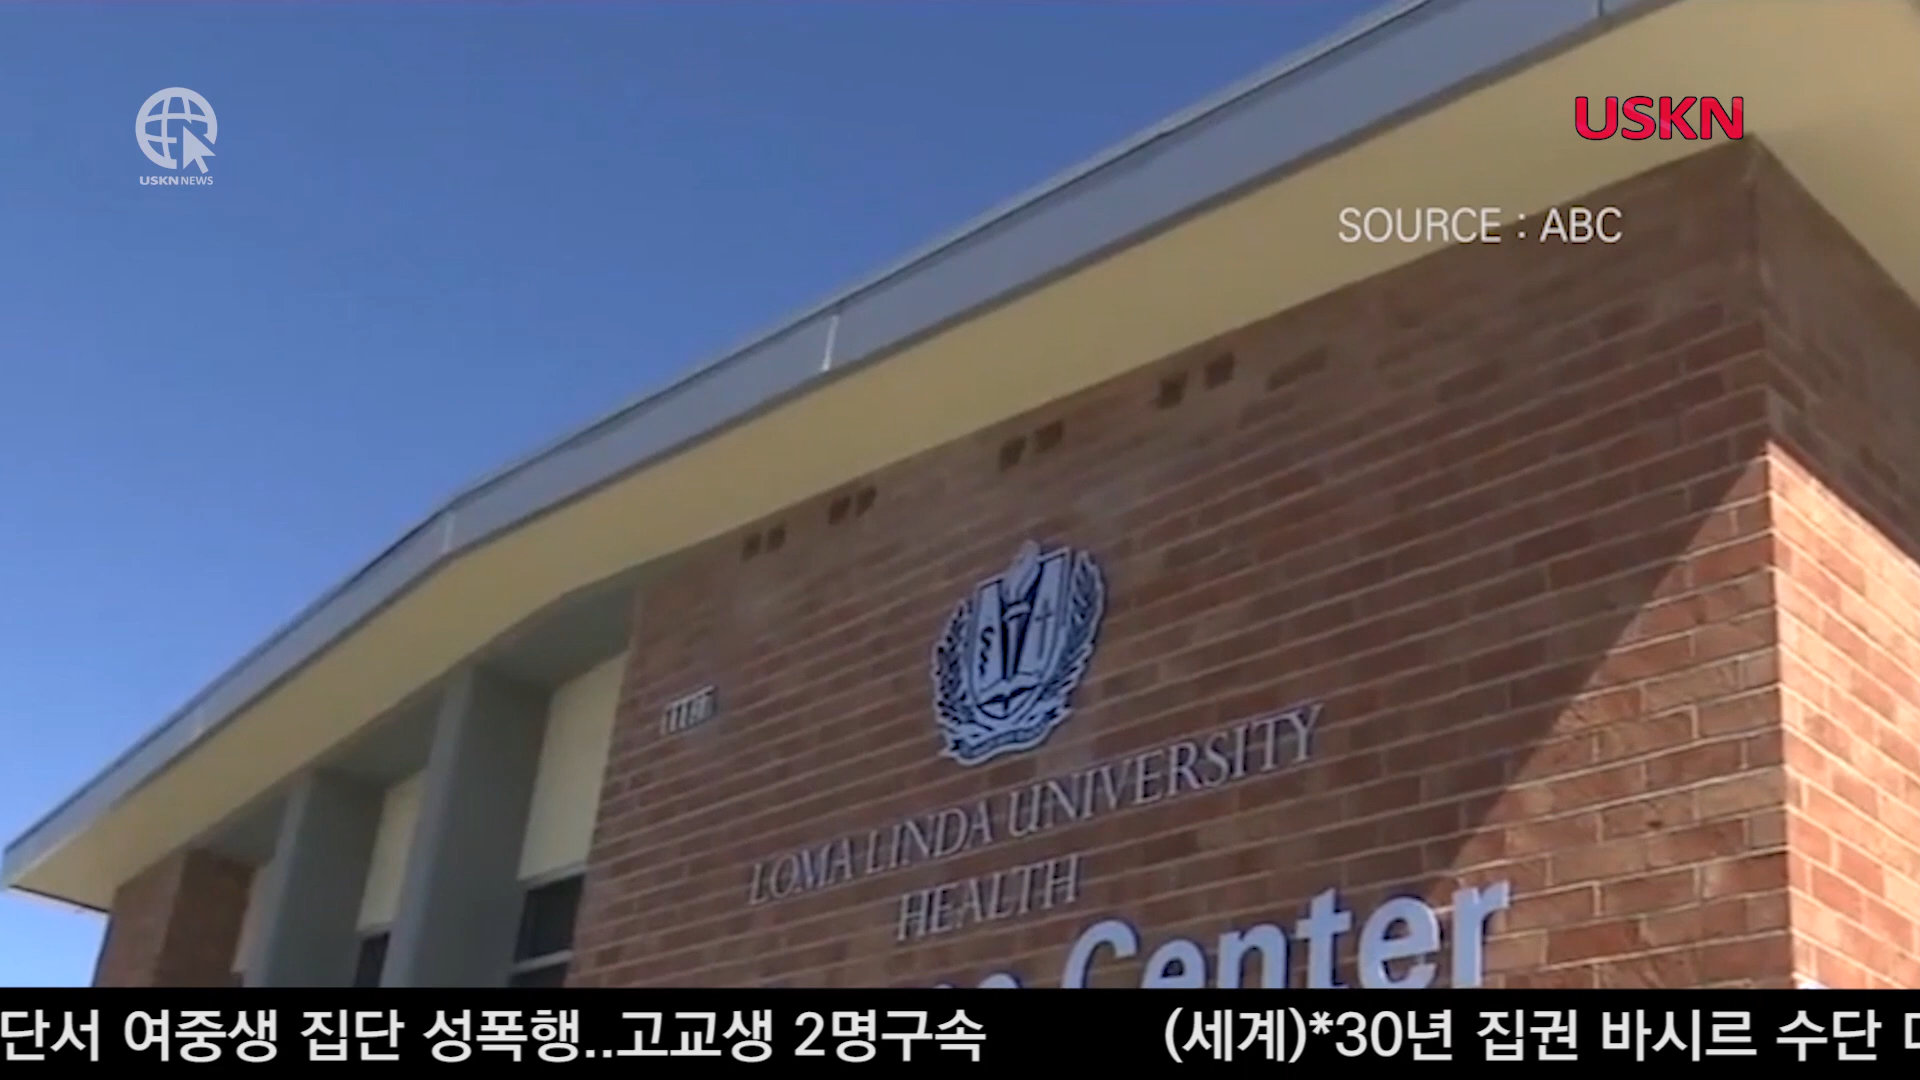 USKN NEWS
USKN
SOURCE : ABC
LOMA LINDA UNIVERSITY
HEALTH
Center
단서 여중생 집단 성폭행..고교생 2명구속 (세계)*30년 집권 바시르 수단